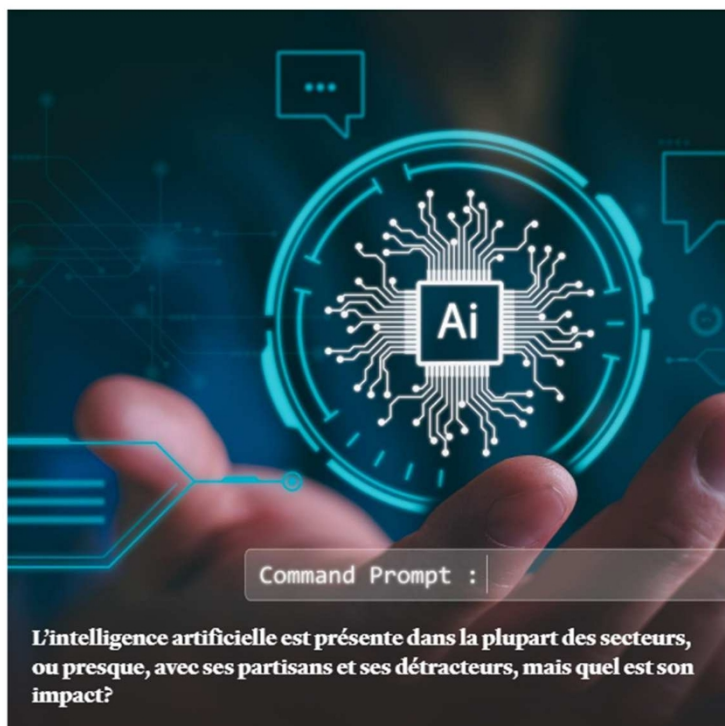 Ai
Command Prompt :
L'intelligence artificielle est présente dans la plupart des secteurs,
ou presque, avec ses partisans et ses détracteurs, mais quel est son
impact?